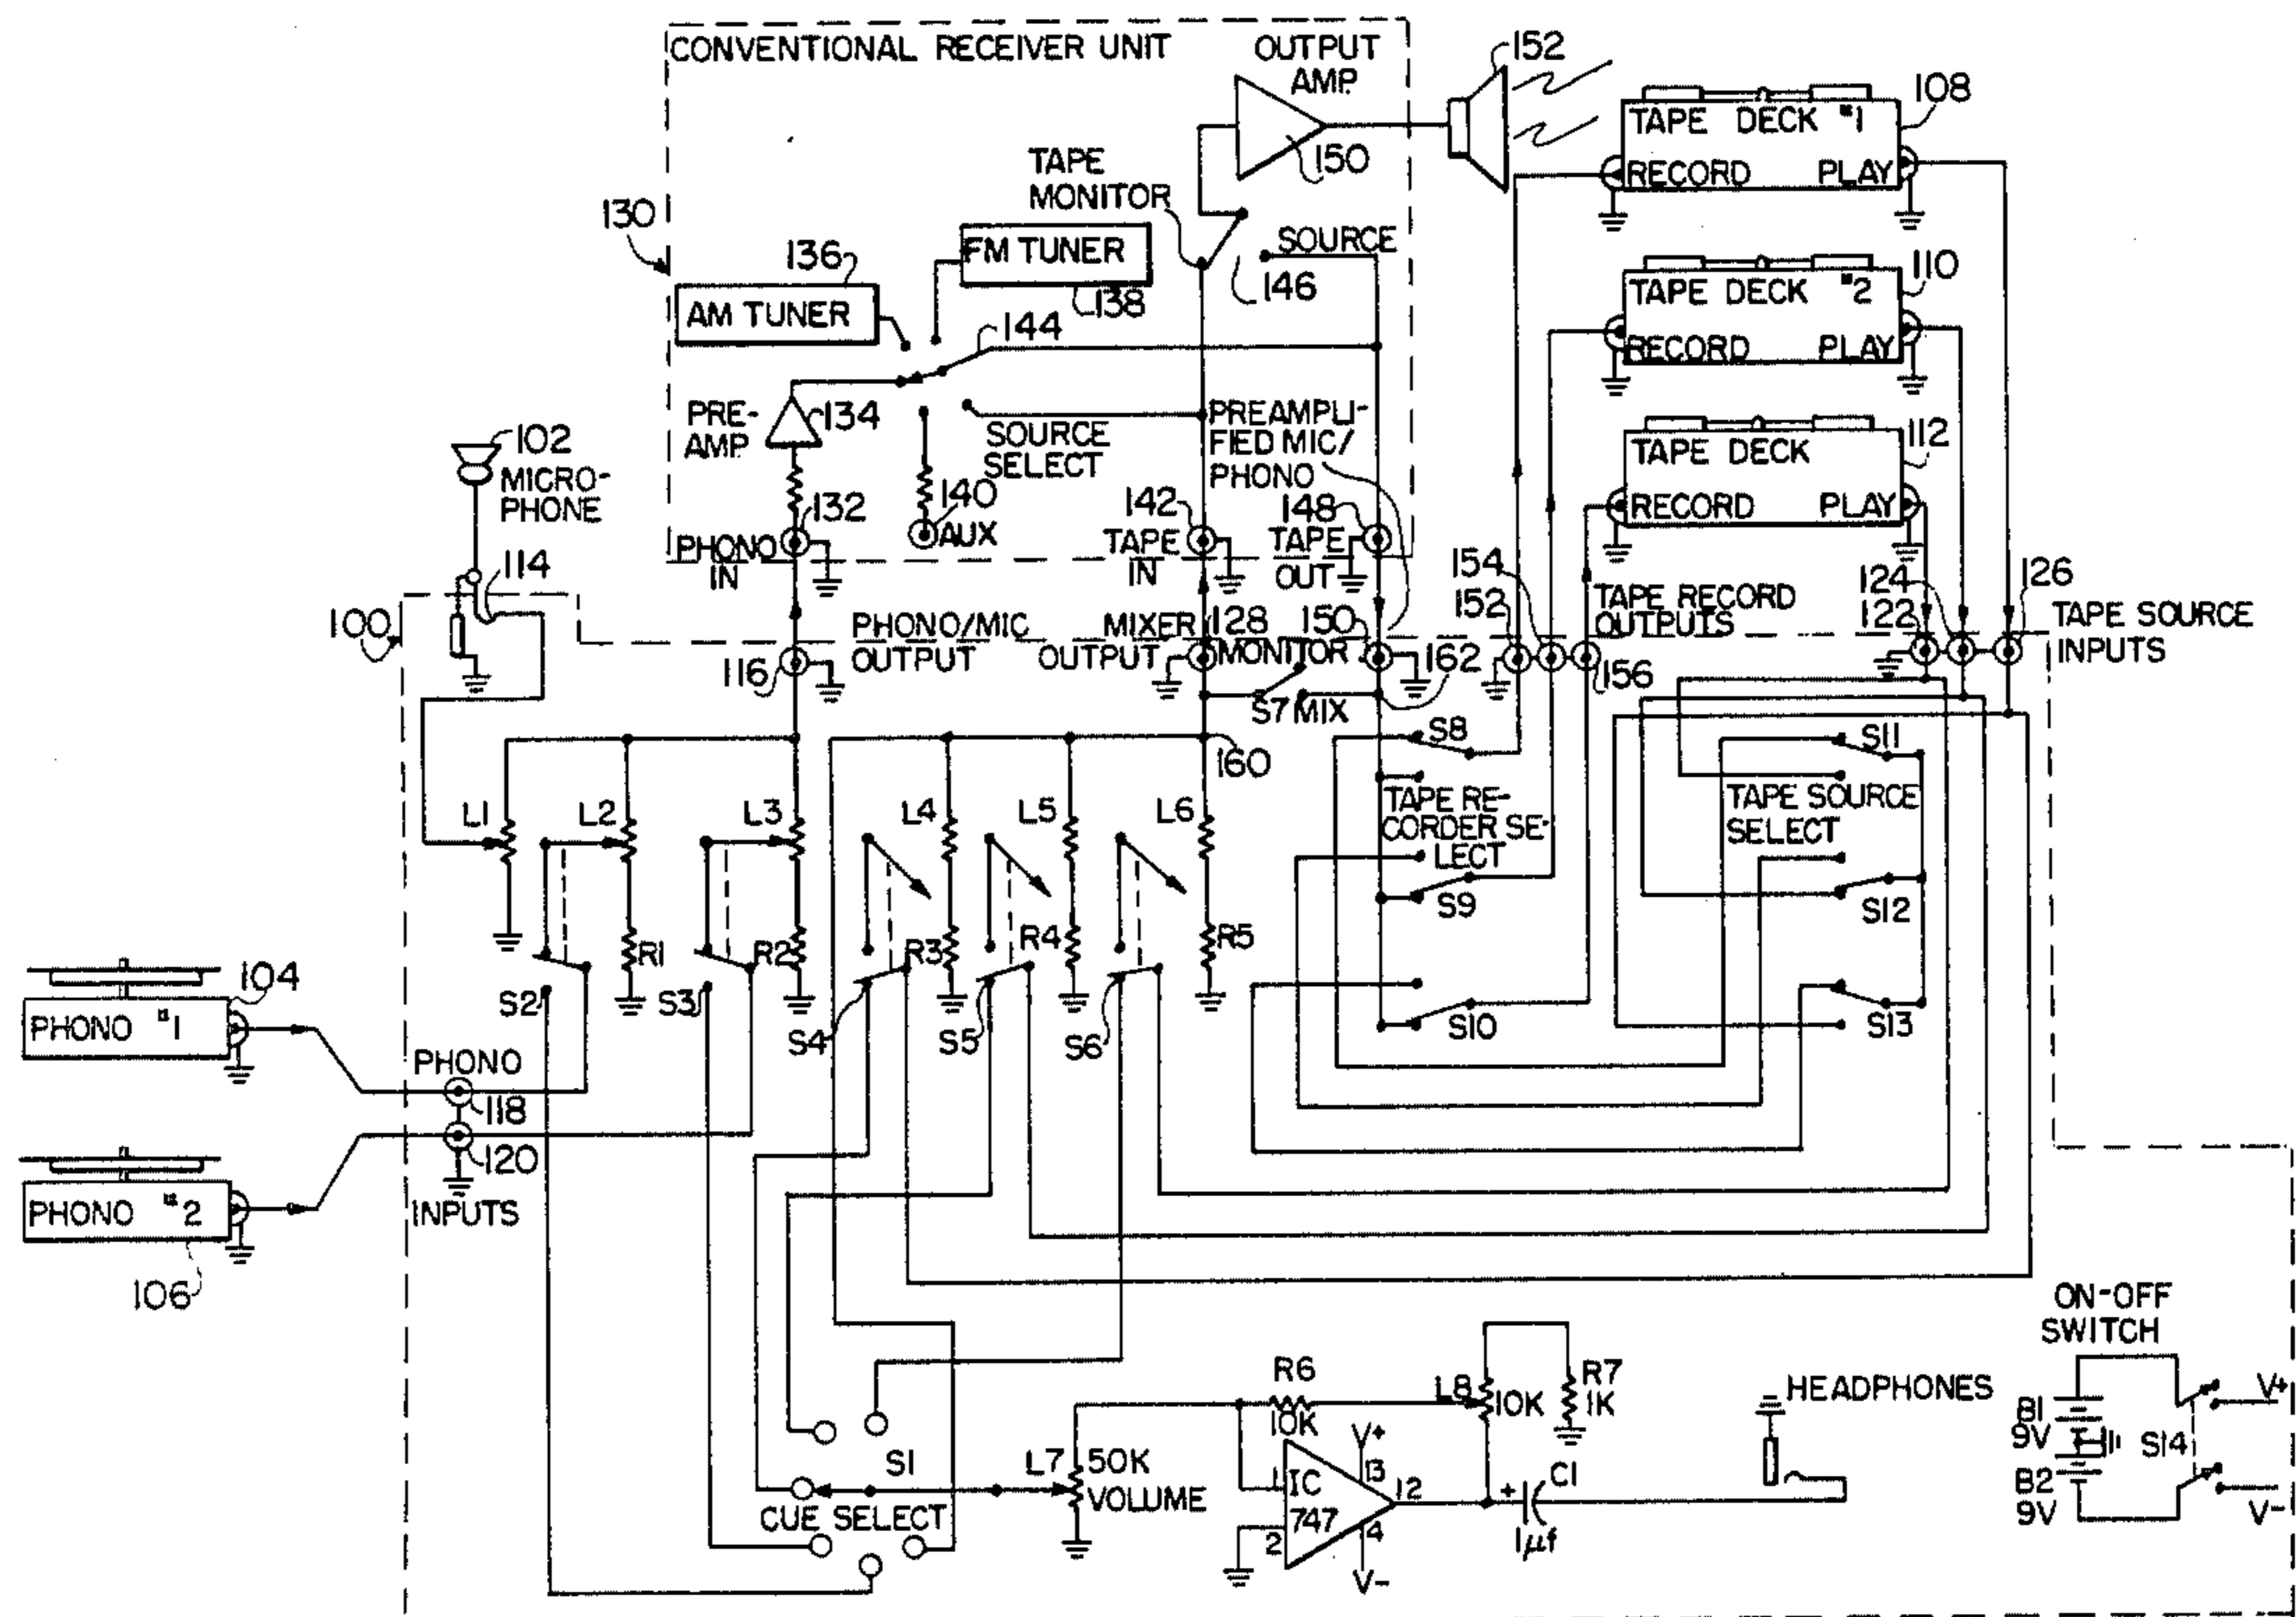 CONVENTIONAL RECEIVER UNIT
OUTPUT
AMP.
152
150
TAPE DECK "1
RECORD PLAY
108
TAPE
MONITOR
130
136
AM TUNER
FM TUNER
138
SOURCE
146
144
TAPE DECK "2
RECORD PLAY
110
PRE-
AMP.
134
SOURCE
SELECT
PREAMPLI-
FIED MIC/
PHONO
TAPE DECK
RECORD PLAY
112
102
MICRO-
PHONE
114
132
PHONO
IN
140
AUX
142
TAPE
IN
148
TAPE
OUT
154
152
156
TAPE RECORD
OUTPUTS
124
122
126
TAPE SOURCE
INPUTS
100
PHONO/MIC
OUTPUT
116
MIXER
OUTPUT
128
MONITOR
150
162
S7 MIX
160
S8
TAPE RE-
CORDER SE-
LECT
S9
S10
S11
TAPE SOURCE
SELECT
S12
S13
L1
L2
L3
L4
L5
L6
R1
R2
R3
R4
R5
S2
S3
S4
S5
S6
104
PHONO "1
PHONO
118
120
INPUTS
PHONO "2
106
S1
CUE SELECT
L7
50K
VOLUME
R6
10K
L8
10K
R7
1K
1
IC
747
2
V+
13
12
4
V-
+
C1
1µf
HEADPHONES
ON-OFF
SWITCH
B1
9V
B2
9V
S14
V+
V-